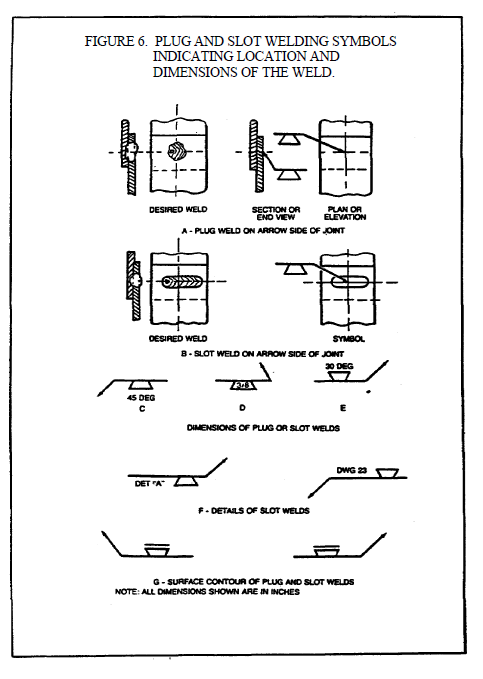 FIGURE 6. PLUG AND SLOT WELDING SYMBOLS
INDICATING LOCATION AND
DIMENSIONS OF THE WELD.
DESIRED WELD
SECTION OR
END VIEW
PLAN OR
ELEVATION
A - PLUG WELD ON ARROW SIDE OF JOINT
DESIRED WELD
SYMBOL
B - SLOT WELD ON ARROW SIDE OF JOINT
45 DEG
C
D
30 DEG
E
DIMENSIONS OF PLUG OR SLOT WELDS
DET "A"
DWG 23
F - DETAILS OF SLOT WELDS
G - SURFACE CONTOUR OF PLUG AND SLOT WELDS
NOTE: ALL DIMENSIONS SHOWN ARE IN INCHES